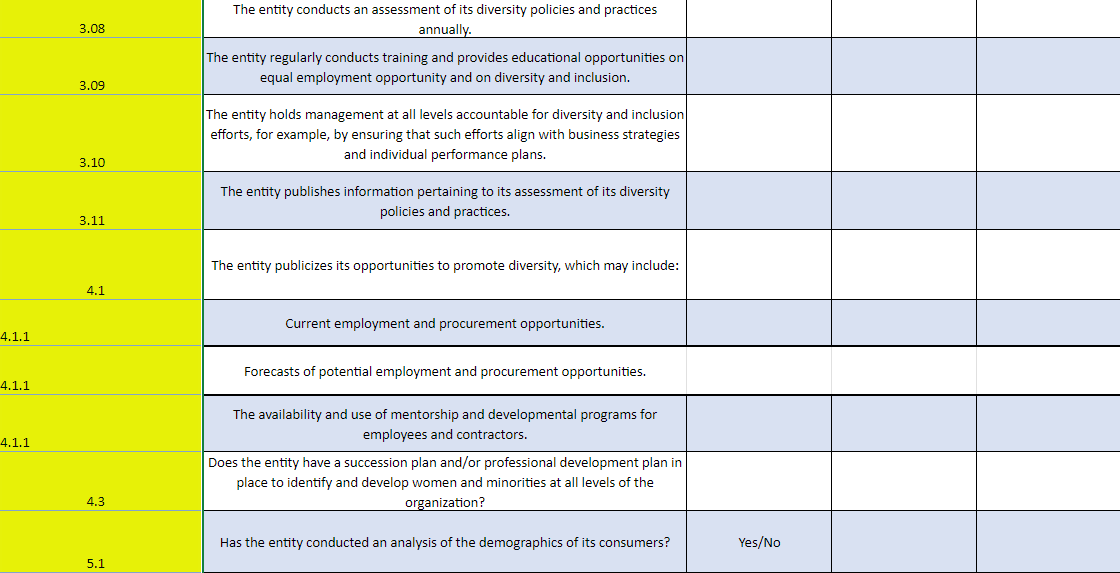 The entity conducts an assessment of its diversity policies and practices
annually.
3.08
The entity regularly conducts training and provides educational opportunities on
equal employment opportunity and on diversity and inclusion.
3.09
The entity holds management at all levels accountable for diversity and inclusion
efforts, for example, by ensuring that such efforts align with business strategies
and individual performance plans.
3.10
The entity publishes information pertaining to its assessment of its diversity
policies and practices.
3.11
The entity publicizes its opportunities to promote diversity, which may include:
4.1
Current employment and procurement opportunities.
4.1.1
Forecasts of potential employment and procurement opportunities.
4.1.1
The availability and use of mentorship and developmental programs for
employees and contractors.
4.1.1
Does the entity have a succession plan and/or professional development plan in
place to identify and develop women and minorities at all levels of the
organization?
4.3
Has the entity conducted an analysis of the demographics of its consumers? Yes/No
5.1